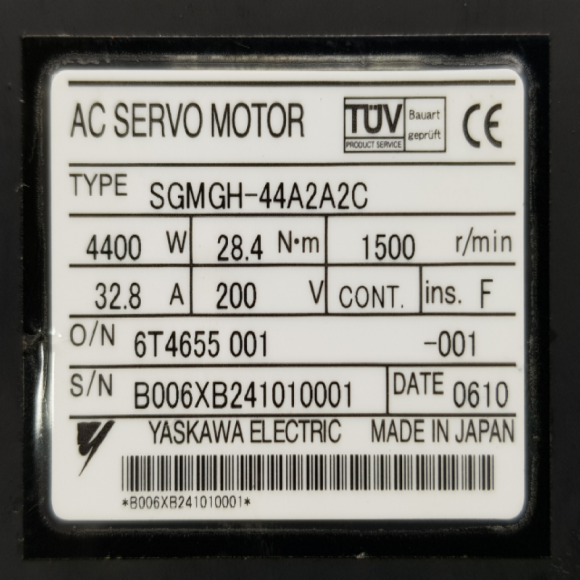 AC SERVO MOTOR TÜV PRODUCT SERVICE Bauart geprüft CE
TYPE SGMGH-44A2A2C
4400 W 28.4 N·m 1500 r/min
32.8 A 200 V CONT. ins. F
O/N 6T4655 001 -001
S/N B006XB241010001 DATE 0610
YASKAWA ELECTRIC MADE IN JAPAN
*B006XB241010001*